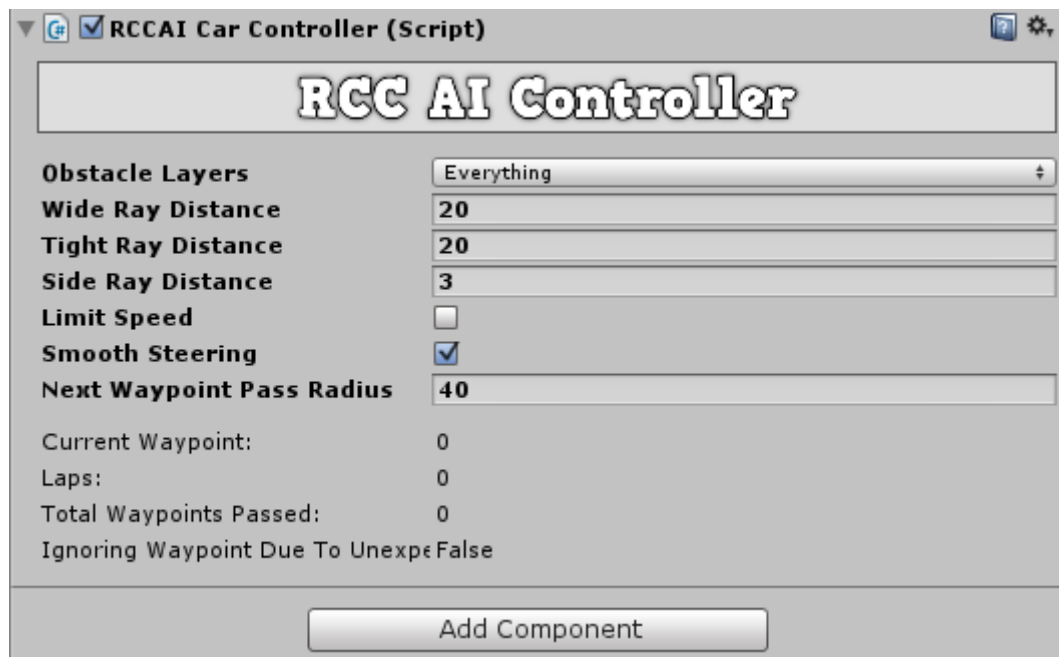 RCCAI Car Controller (Script)
RCC AI Controller
Obstacle Layers Everything
Wide Ray Distance 20
Tight Ray Distance 20
Side Ray Distance 3
Limit Speed
Smooth Steering
Next Waypoint Pass Radius 40
Current Waypoint: 0
Laps: 0
Total Waypoints Passed: 0
Ignoring Waypoint Due To Unexpe False
Add Component